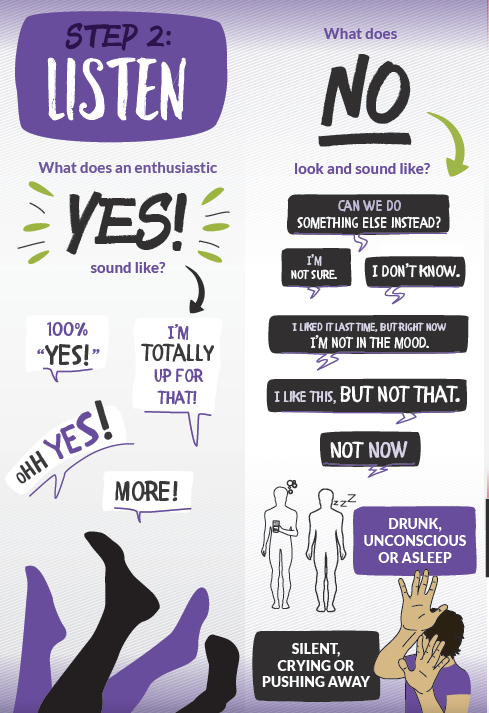 STEP 2:
LISTEN
What does an enthusiastic
YES!
sound like?
100%
"YES!"
I'M
TOTALLY
UP FOR
THAT!
OHH YES!
MORE!
What does
NO
look and sound like?
CAN WE DO
SOMETHING ELSE INSTEAD?
I'M
NOT SURE.
I DON'T KNOW.
I LIKED IT LAST TIME, BUT RIGHT NOW
I'M NOT IN THE MOOD.
I LIKE THIS, BUT NOT THAT.
NOT NOW
zzZ
DRUNK,
UNCONSCIOUS
OR ASLEEP
SILENT,
CRYING OR
PUSHING AWAY